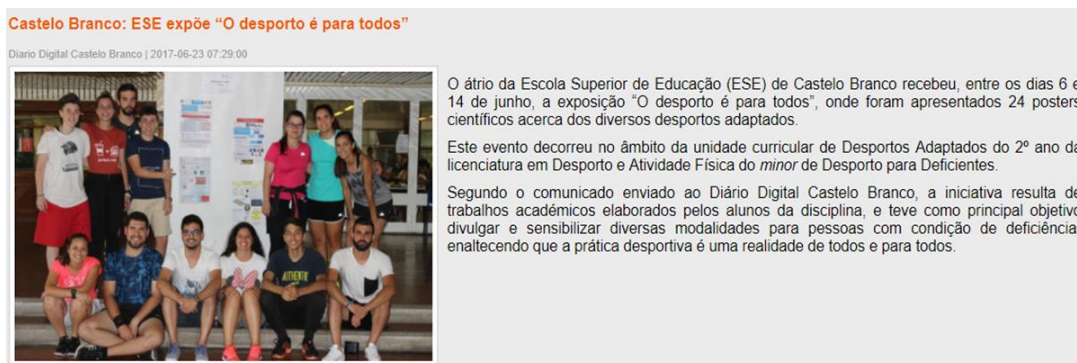 Castelo Branco: ESE expõe “O desporto é para todos”
Diario Digital Castelo Branco | 2017-06-23 07:29:00
O átrio da Escola Superior de Educação (ESE) de Castelo Branco recebeu, entre os dias 6 e
14 de junho, a exposição “O desporto é para todos”, onde foram apresentados 24 posters
científicos acerca dos diversos desportos adaptados.
Este evento decorreu no âmbito da unidade curricular de Desportos Adaptados do 2º ano da
licenciatura em Desporto e Atividade Física do minor de Desporto para Deficientes.
Segundo o comunicado enviado ao Diário Digital Castelo Branco, a iniciativa resulta de
trabalhos académicos elaborados pelos alunos da disciplina, e teve como principal objetivo
divulgar e sensibilizar diversas modalidades para pessoas com condição de deficiência,
enaltecendo que a prática desportiva é uma realidade de todos e para todos.
AUTHENTIC